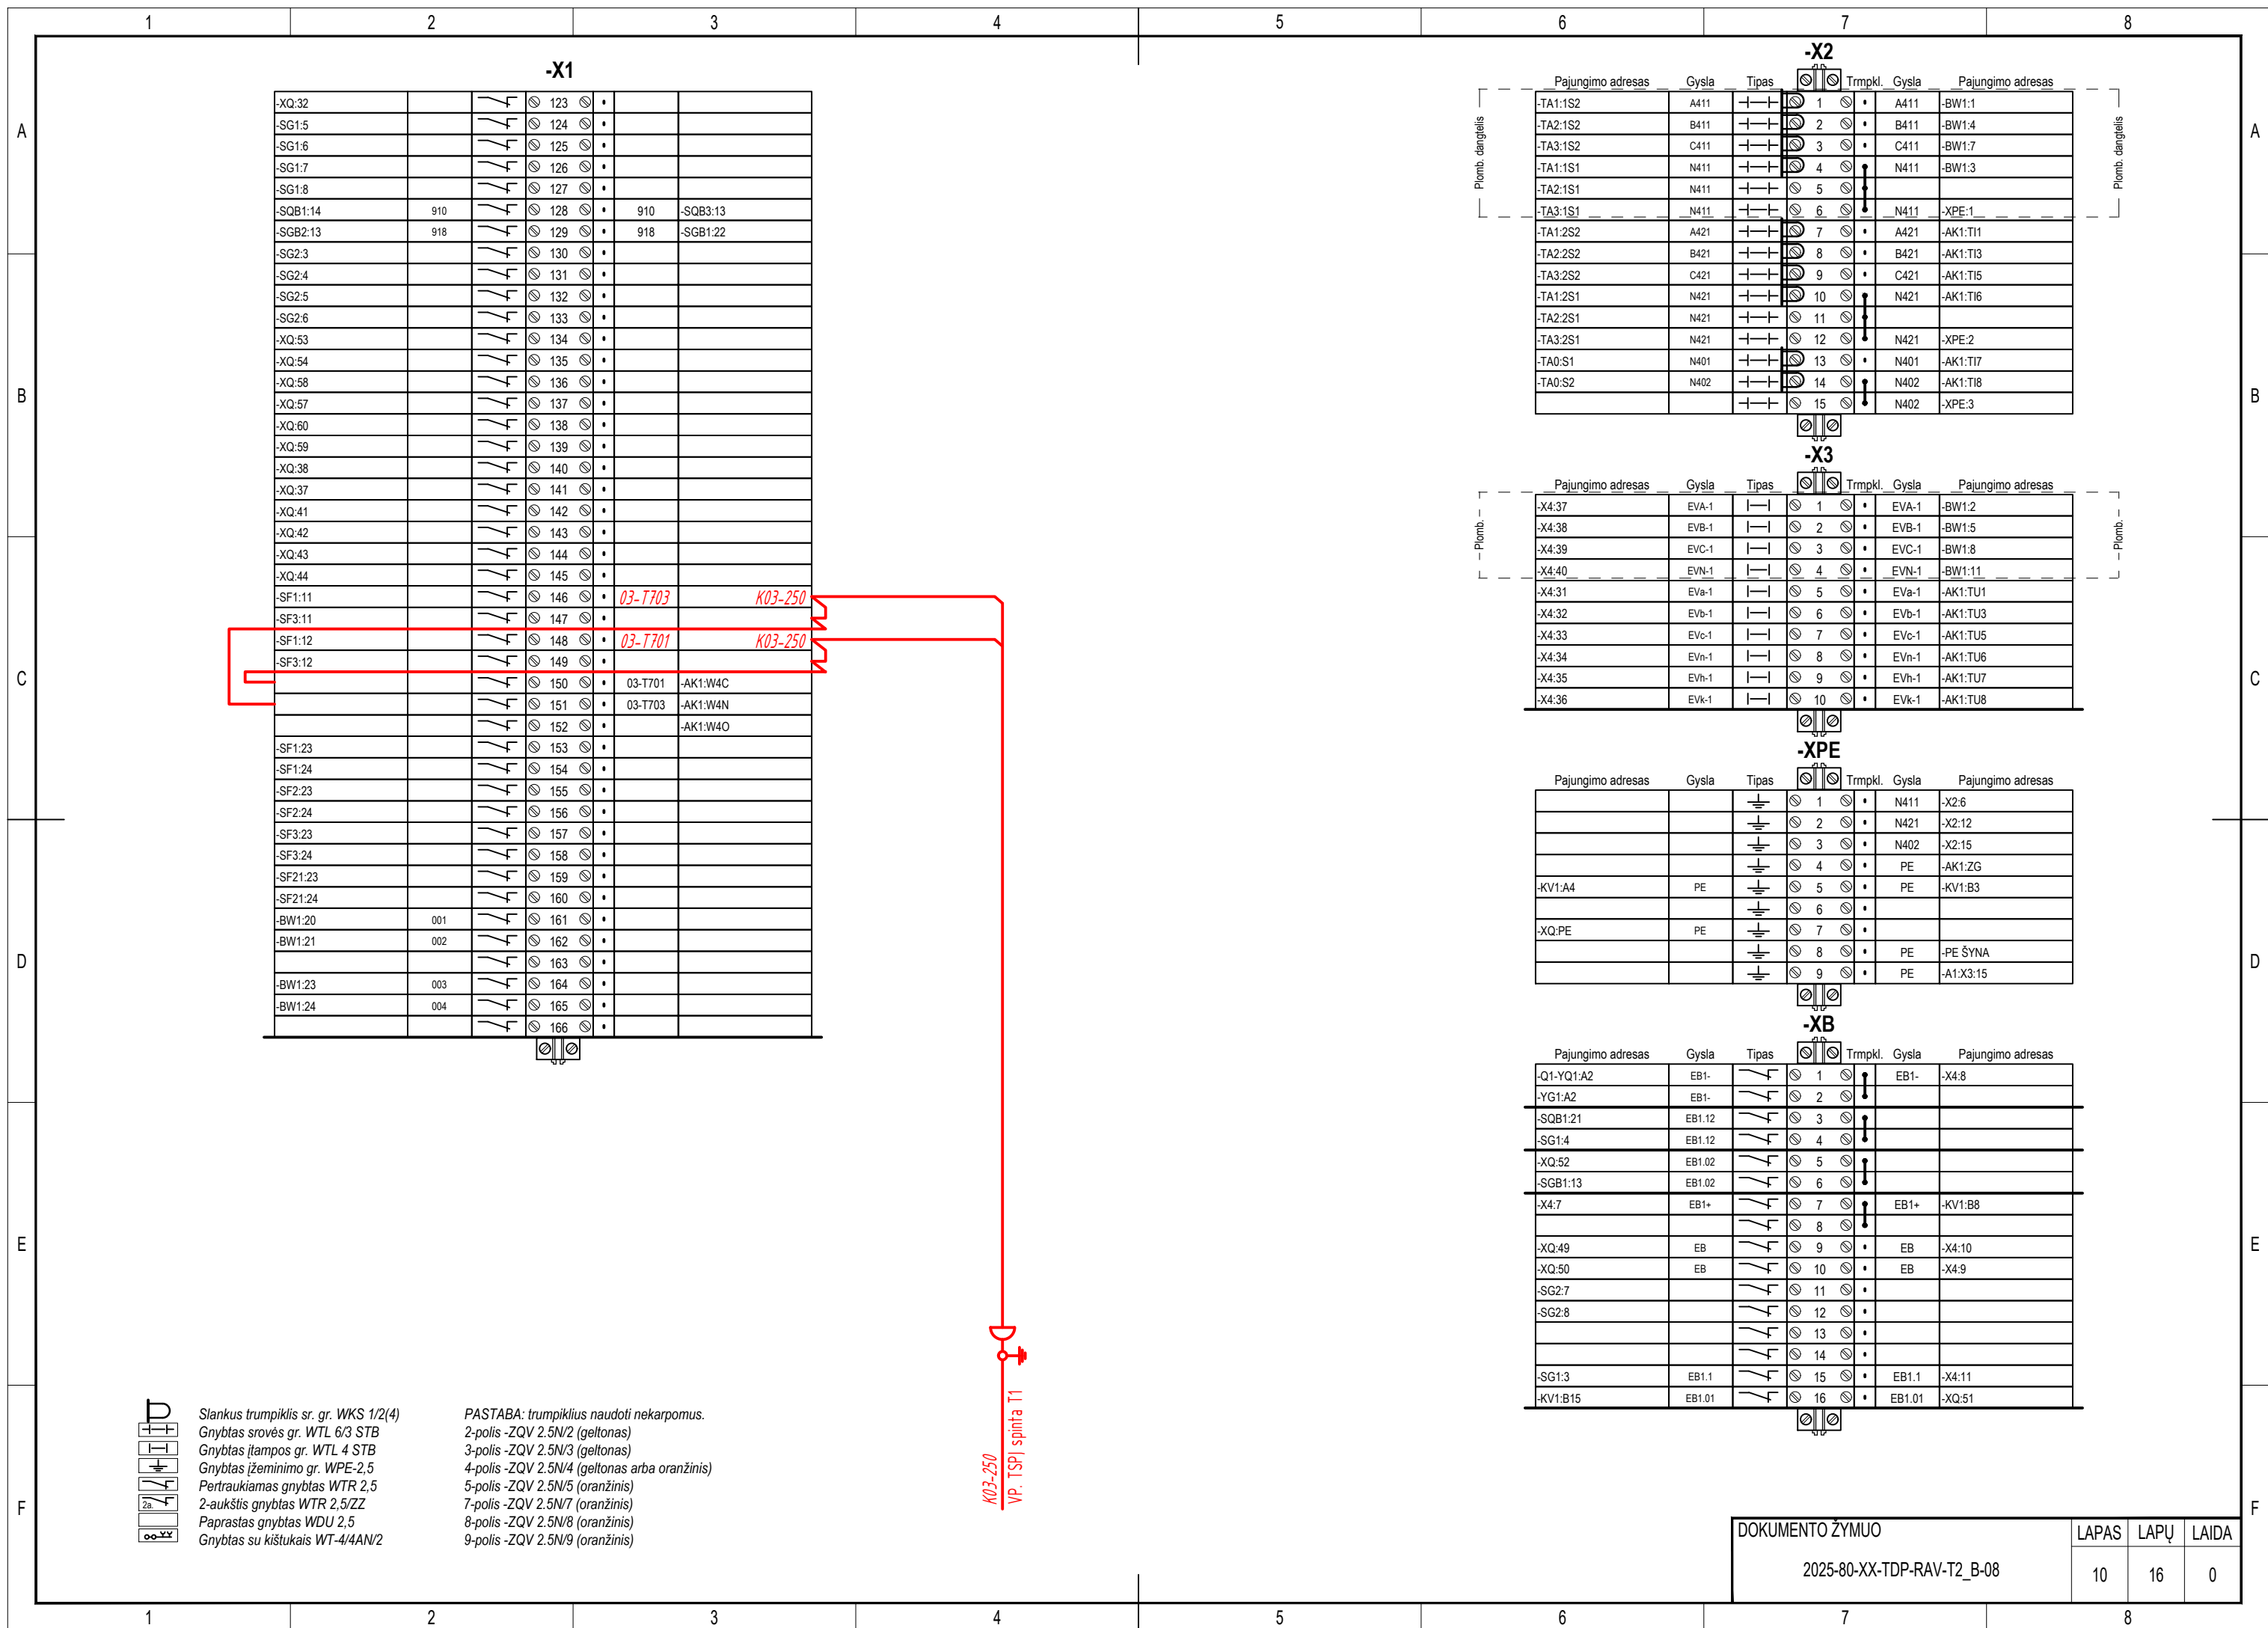 1 2 3 4 5 6 7 8
A A
B B
C C
D D
E E
F F
-X1
-XQ:32 123
-SG1:5 124
-SG1:6 125
-SG1:7 126
-SG1:8 127
-SQB1:14 910 128 910 -SQB3:13
-SGB2:13 918 129 918 -SGB1:22
-SG2:3 130
-SG2:4 131
-SG2:5 132
-SG2:6 133
-XQ:53 134
-XQ:54 135
-XQ:58 136
-XQ:57 137
-XQ:60 138
-XQ:59 139
-XQ:38 140
-XQ:37 141
-XQ:41 142
-XQ:42 143
-XQ:43 144
-XQ:44 145
-SF1:11 146 03-T703 K03-250
-SF3:11 147
-SF1:12 148 03-T701 K03-250
-SF3:12 149
150 03-T701 -AK1:W4C
151 03-T703 -AK1:W4N
152 -AK1:W4O
-SF1:23 153
-SF1:24 154
-SF2:23 155
-SF2:24 156
-SF3:23 157
-SF3:24 158
-SF21:23 159
-SF21:24 160
-BW1:20 001 161
-BW1:21 002 162
163
-BW1:23 003 164
-BW1:24 004 165
166
K03-250
VP. TSPĮ spinta T1
-X2
Pajungimo adresas Gysla Tipas Trmpkl. Gysla Pajungimo adresas
Plomb. dangtelis
Plomb. dangtelis
-TA1:1S2 A411 1 A411 -BW1:1
-TA2:1S2 B411 2 B411 -BW1:4
-TA3:1S2 C411 3 C411 -BW1:7
-TA1:1S1 N411 4 N411 -BW1:3
-TA2:1S1 N411 5
-TA3:1S1 N411 6 N411 -XPE:1
-TA1:2S2 A421 7 A421 -AK1:TI1
-TA2:2S2 B421 8 B421 -AK1:TI3
-TA3:2S2 C421 9 C421 -AK1:TI5
-TA1:2S1 N421 10 N421 -AK1:TI6
-TA2:2S1 N421 11
-TA3:2S1 N421 12 N421 -XPE:2
-TA0:S1 N401 13 N401 -AK1:TI7
-TA0:S2 N402 14 N402 -AK1:TI8
15 N402 -XPE:3
-X3
Pajungimo adresas Gysla Tipas Trmpkl. Gysla Pajungimo adresas
Plomb.
Plomb.
-X4:37 EVA-1 1 EVA-1 -BW1:2
-X4:38 EVB-1 2 EVB-1 -BW1:5
-X4:39 EVC-1 3 EVC-1 -BW1:8
-X4:40 EVN-1 4 EVN-1 -BW1:11
-X4:31 EVa-1 5 EVa-1 -AK1:TU1
-X4:32 EVb-1 6 EVb-1 -AK1:TU3
-X4:33 EVc-1 7 EVc-1 -AK1:TU5
-X4:34 EVn-1 8 EVn-1 -AK1:TU6
-X4:35 EVh-1 9 EVh-1 -AK1:TU7
-X4:36 EVk-1 10 EVk-1 -AK1:TU8
-XPE
Pajungimo adresas Gysla Tipas Trmpkl. Gysla Pajungimo adresas
1 N411 -X2:6
2 N421 -X2:12
3 N402 -X2:15
4 PE -AK1:ZG
-KV1:A4 PE 5 PE -KV1:B3
6
-XQ:PE PE 7
8 PE -PE ŠYNA
9 PE -A1:X3:15
-XB
Pajungimo adresas Gysla Tipas Trmpkl. Gysla Pajungimo adresas
-Q1-YQ1:A2 EB1- 1 EB1- -X4:8
-YG1:A2 EB1- 2
-SQB1:21 EB1.12 3
-SG1:4 EB1.12 4
-XQ:52 EB1.02 5
-SGB1:13 EB1.02 6
-X4:7 EB1+ 7 EB1+ -KV1:B8
8
-XQ:49 EB 9 EB -X4:10
-XQ:50 EB 10 EB -X4:9
-SG2:7 11
-SG2:8 12
13
14
-SG1:3 EB1.1 15 EB1.1 -X4:11
-KV1:B15 EB1.01 16 EB1.01 -XQ:51
Slankus trumpiklis sr. gr. WKS 1/2(4)
Gnybtas srovės gr. WTL 6/3 STB
Gnybtas įtampos gr. WTL 4 STB
Gnybtas įžeminimo gr. WPE-2,5
Pertraukiamas gnybtas WTR 2,5
2a. 2-aukštis gnybtas WTR 2,5/ZZ
Paprastas gnybtas WDU 2,5
Gnybtas su kištukais WT-4/4AN/2
PASTABA: trumpiklius naudoti nekarpomus.
2-polis -ZQV 2.5N/2 (geltonas)
3-polis -ZQV 2.5N/3 (geltonas)
4-polis -ZQV 2.5N/4 (geltonas arba oranžinis)
5-polis -ZQV 2.5N/5 (oranžinis)
7-polis -ZQV 2.5N/7 (oranžinis)
8-polis -ZQV 2.5N/8 (oranžinis)
9-polis -ZQV 2.5N/9 (oranžinis)
DOKUMENTO ŽYMUO LAPAS LAPŲ LAIDA
2025-80-XX-TDP-RAV-T2_B-08 10 16 0
1 2 3 4 5 6 7 8